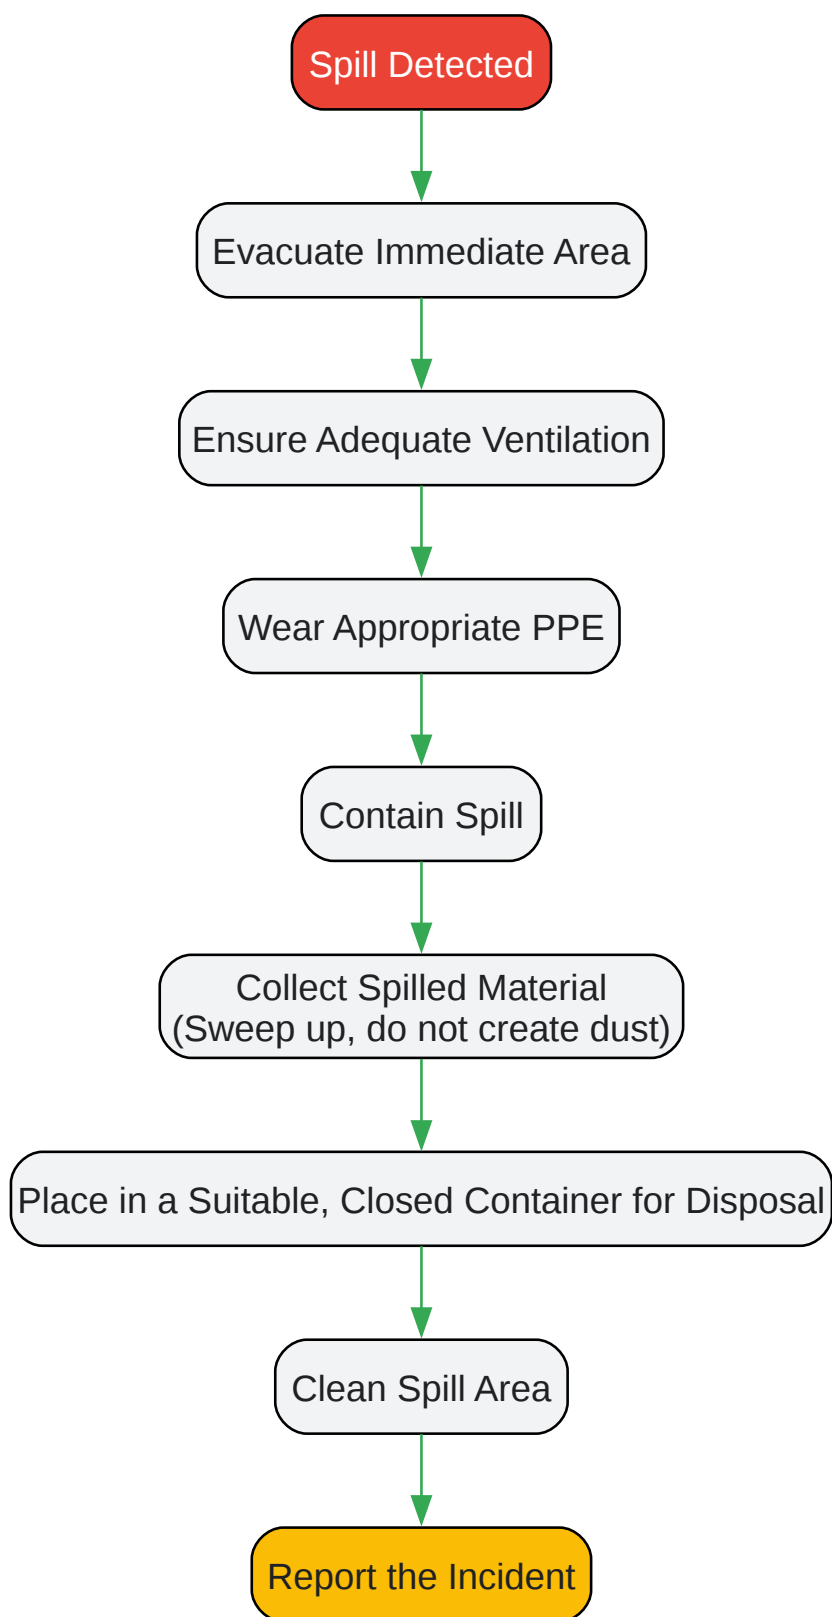 Spill Detected
Evacuate Immediate Area
Ensure Adequate Ventilation
Wear Appropriate PPE
Contain Spill
Collect Spilled Material
(Sweep up, do not create dust)
Place in a Suitable, Closed Container for Disposal
Clean Spill Area
Report the Incident